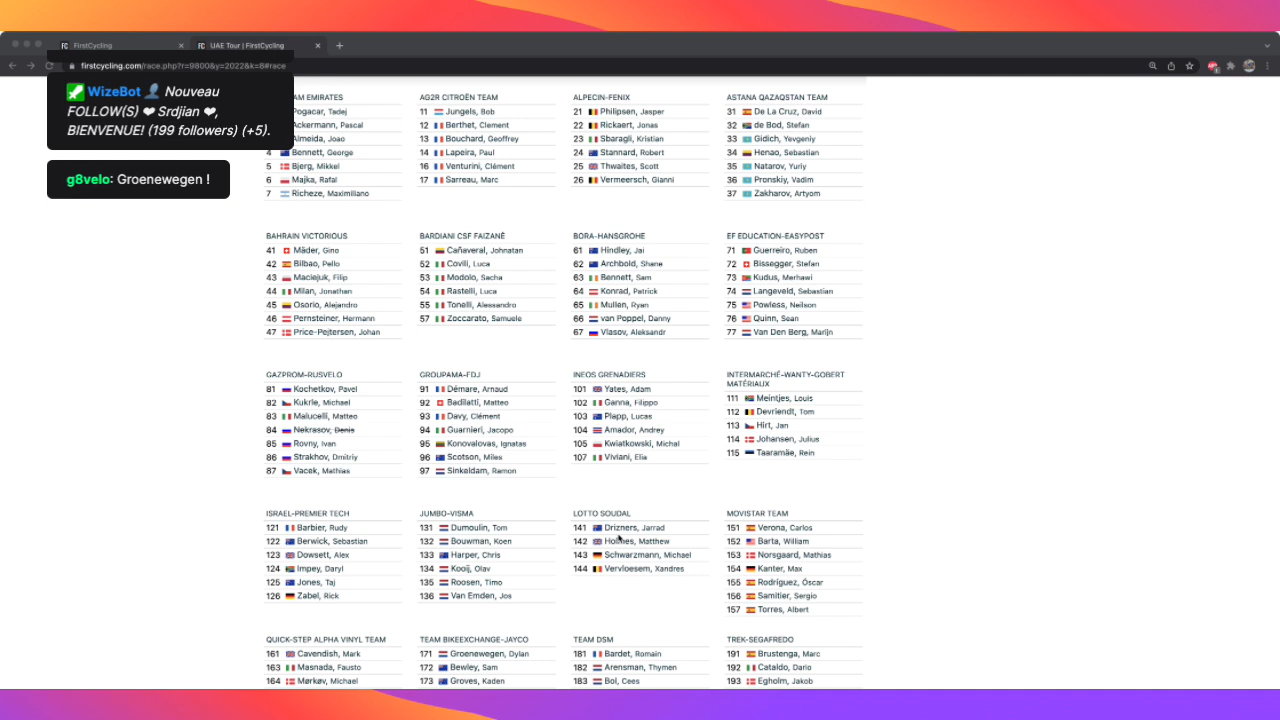 FirstCycling
UAE Tour | FirstCycling
firstcycling.com/race.php?r=9800&y=2022&k=8#race
WizeBot Nouveau
FOLLOW(S) ❤ Srdjian ❤,
BIENVENUE! (199 followers) (+5).
g8velo: Groenewegen !
AM EMIRATES
Pogacar, Tadej
Ackermann, Pascal
Almeida, Joao
4 Bennett, George
5 Bjerg, Mikkel
6 Majka, Rafal
7 Richeze, Maximiliano
AG2R CITROËN TEAM
11 Jungels, Bob
12 Berthet, Clement
13 Bouchard, Geoffrey
14 Lapeira, Paul
16 Venturini, Clément
17 Sarreau, Marc
ALPECIN-FENIX
21 Philipsen, Jasper
22 Rickaert, Jonas
23 Sbaragli, Kristian
24 Stannard, Robert
25 Thwaites, Scott
26 Vermeersch, Gianni
ASTANA QAZAQSTAN TEAM
31 De La Cruz, David
32 de Bod, Stefan
33 Gidich, Yevgeniy
34 Henao, Sebastian
35 Natarov, Yuriy
36 Pronskiy, Vadim
37 Zakharov, Artyom
BAHRAIN VICTORIOUS
41 Mäder, Gino
42 Bilbao, Pello
43 Maciejuk, Filip
44 Milan, Jonathan
45 Osorio, Alejandro
46 Pernsteiner, Hermann
47 Price-Pejtersen, Johan
BARDIANI CSF FAIZANÈ
51 Cañaveral, Johnatan
52 Covili, Luca
53 Modolo, Sacha
54 Rastelli, Luca
55 Tonelli, Alessandro
57 Zoccarato, Samuele
BORA-HANSGROHE
61 Hindley, Jai
62 Archbold, Shane
63 Bennett, Sam
64 Konrad, Patrick
65 Mullen, Ryan
66 van Poppel, Danny
67 Vlasov, Aleksandr
EF EDUCATION-EASYPOST
71 Guerreiro, Ruben
72 Bissegger, Stefan
73 Kudus, Merhawi
74 Langeveld, Sebastian
75 Powless, Neilson
76 Quinn, Sean
77 Van Den Berg, Marijn
GAZPROM-RUSVELO
81 Kochetkov, Pavel
82 Kukrle, Michael
83 Malucelli, Matteo
84 Nekrasov, Denis
85 Rovny, Ivan
86 Strakhov, Dmitriy
87 Vacek, Mathias
GROUPAMA-FDJ
91 Démare, Arnaud
92 Badilatti, Matteo
93 Davy, Clément
94 Guarnieri, Jacopo
95 Konovalovas, Ignatas
96 Scotson, Miles
97 Sinkeldam, Ramon
INEOS GRENADIERS
101 Yates, Adam
102 Ganna, Filippo
103 Plapp, Lucas
104 Amador, Andrey
105 Kwiatkowski, Michal
107 Viviani, Elia
INTERMARCHÉ-WANTY-GOBERT
MATÉRIAUX
111 Meintjes, Louis
112 Devriendt, Tom
113 Hirt, Jan
114 Johansen, Julius
115 Taaramäe, Rein
ISRAEL-PREMIER TECH
121 Barbier, Rudy
122 Berwick, Sebastian
123 Dowsett, Alex
124 Impey, Daryl
125 Jones, Taj
126 Zabel, Rick
JUMBO-VISMA
131 Dumoulin, Tom
132 Bouwman, Koen
133 Harper, Chris
134 Kooij, Olav
135 Roosen, Timo
136 Van Emden, Jos
LOTTO SOUDAL
141 Drizners, Jarrad
142 Holmes, Matthew
143 Schwarzmann, Michael
144 Vervloesem, Xandres
MOVISTAR TEAM
151 Verona, Carlos
152 Barta, William
153 Norsgaard, Mathias
154 Kanter, Max
155 Rodríguez, Óscar
156 Samitier, Sergio
157 Torres, Albert
QUICK-STEP ALPHA VINYL TEAM
161 Cavendish, Mark
163 Masnada, Fausto
164 Mørkøv, Michael
TEAM BIKEEXCHANGE-JAYCO
171 Groenewegen, Dylan
172 Bewley, Sam
173 Groves, Kaden
TEAM DSM
181 Bardet, Romain
182 Arensman, Thymen
183 Bol, Cees
TREK-SEGAFREDO
191 Brustenga, Marc
192 Cataldo, Dario
193 Egholm, Jakob